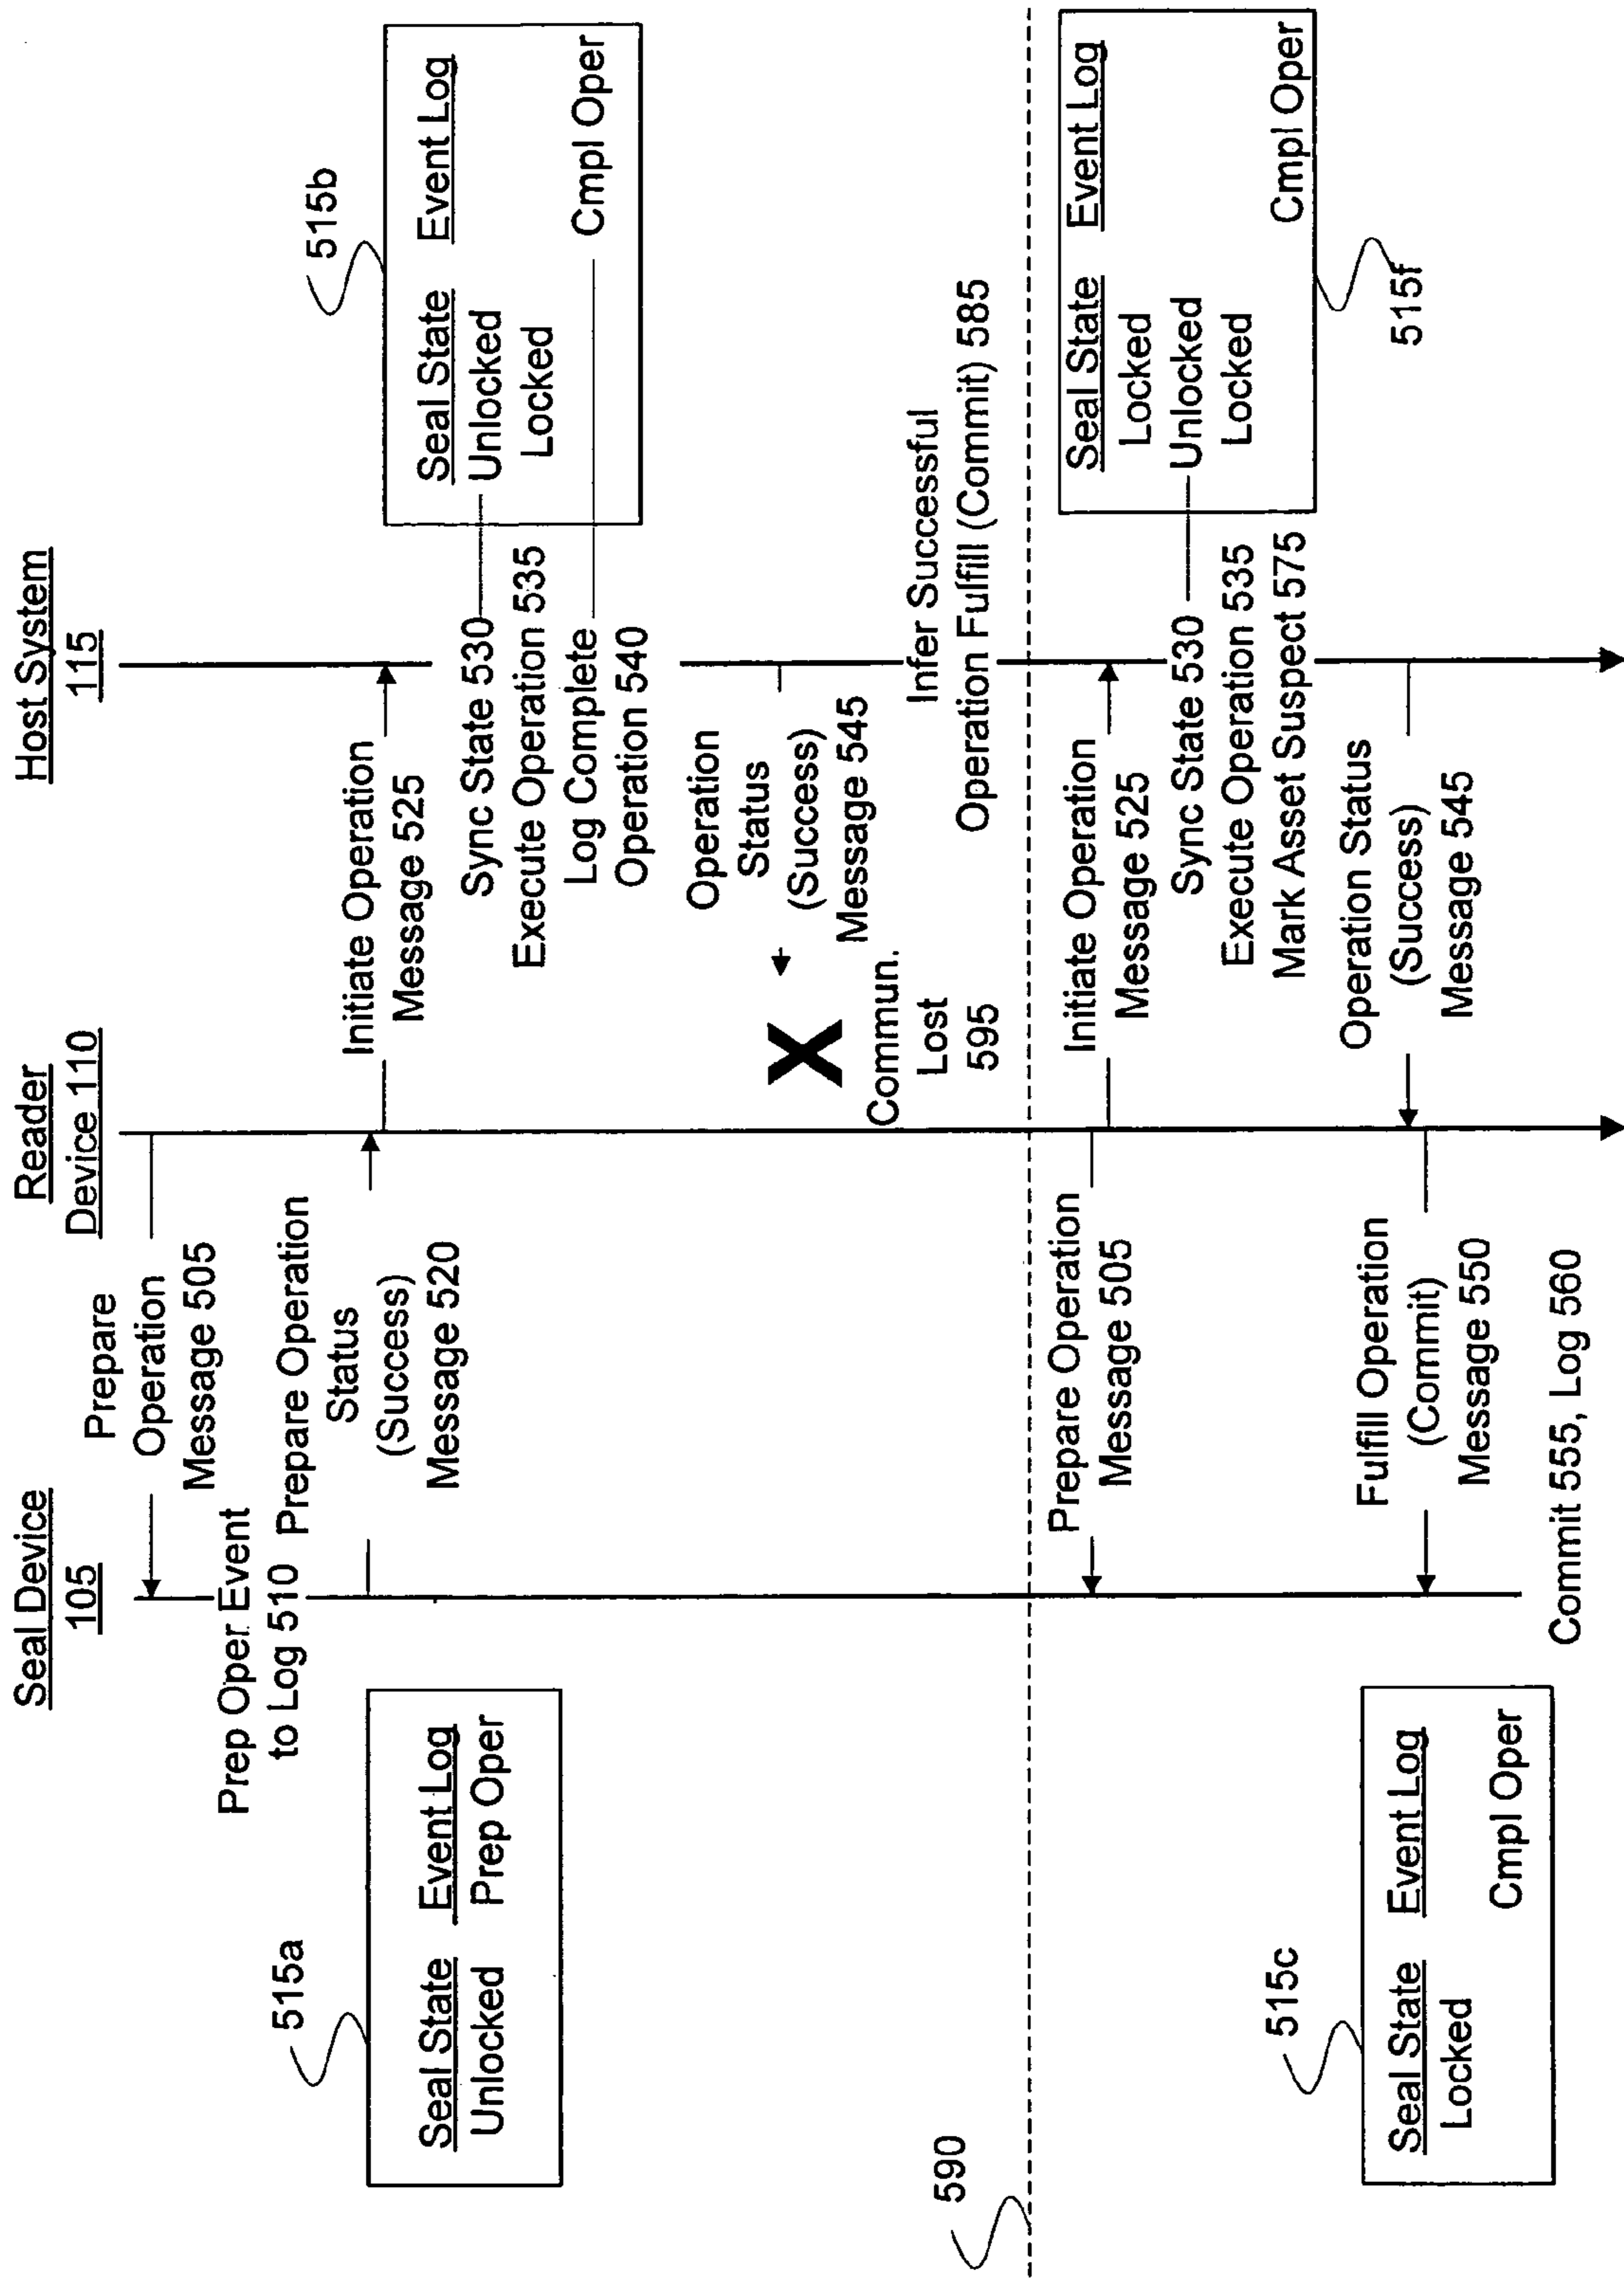 Seal Device
105
Reader
Device 110
Host System
115
Prepare
Operation
Message 505
Prep Oper Event
to Log 510
Prepare Operation
Status
(Success)
Message 520
Initiate Operation
Message 525
515a
Seal State Event Log
Unlocked Prep Oper
515b
Seal State Event Log
Unlocked
Locked
Cmpl Oper
Sync State 530
Execute Operation 535
Log Complete
Operation 540
Operation
Status
(Success)
Message 545
X
Commun.
Lost
595
Infer Successful
Operation Fulfill (Commit) 585
590
Prepare Operation
Message 505
Initiate Operation
Message 525
Seal State Event Log
Locked
Unlocked
Locked
Cmpl Oper
515f
Sync State 530
Execute Operation 535
Mark Asset Suspect 575
Operation Status
(Success)
Message 545
Fulfill Operation
(Commit)
Message 550
515c
Seal State Event Log
Locked
Cmpl Oper
Commit 555, Log 560